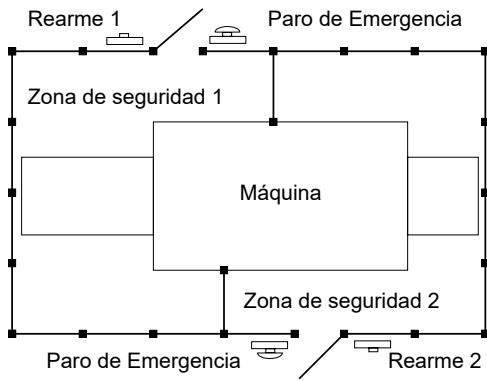 Rearme 1
Paro de Emergencia
Zona de seguridad 1
Máquina
Zona de seguridad 2
Paro de Emergencia
Rearme 2